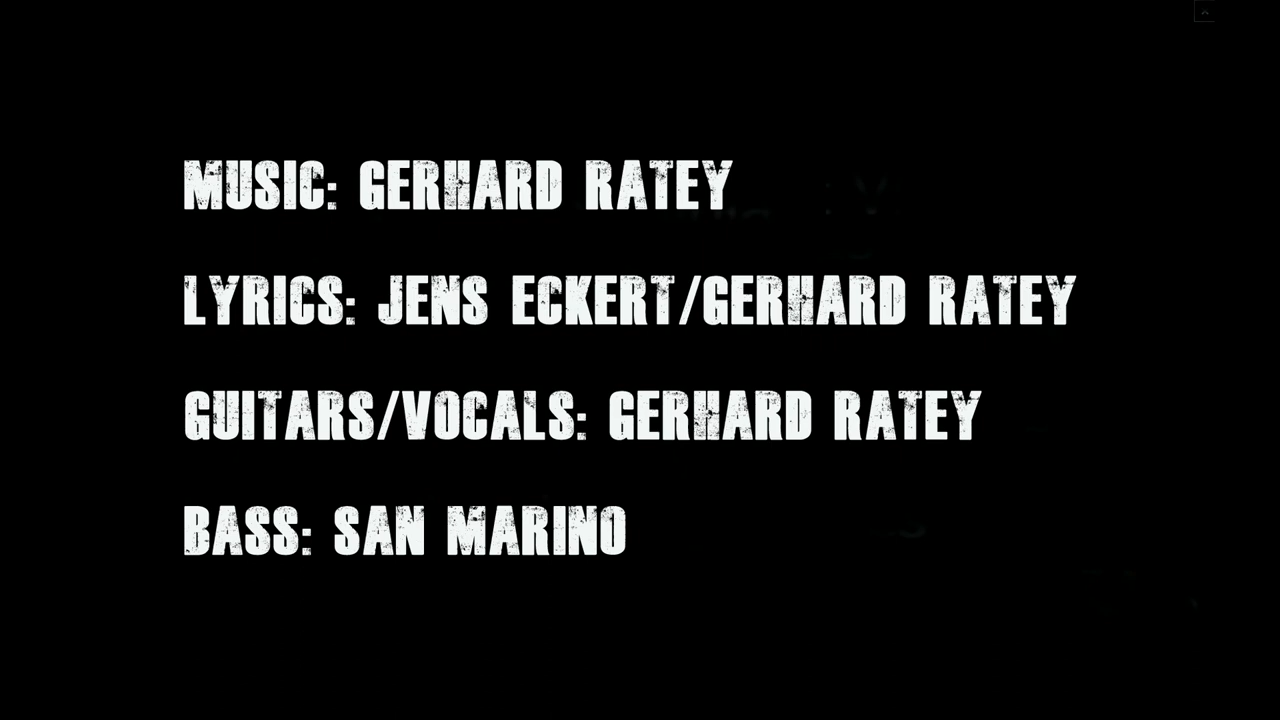 MUSIC: GERHARD RATEY
LYRICS: JENS ECKERT/GERHARD RATEY
GUITARS/VOCALS: GERHARD RATEY
BASS: SAN MARINO